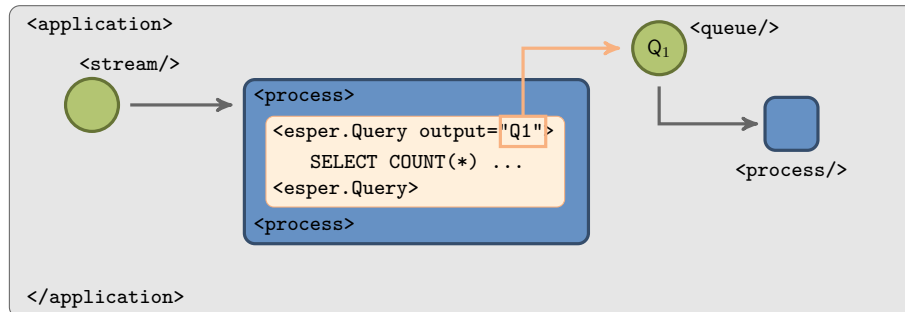 <application>
<queue/>
Q1
<stream/>
<process>
<esper.Query output="Q1">
SELECT COUNT(*) ...
<esper.Query>
<process/>
<process>
</application>